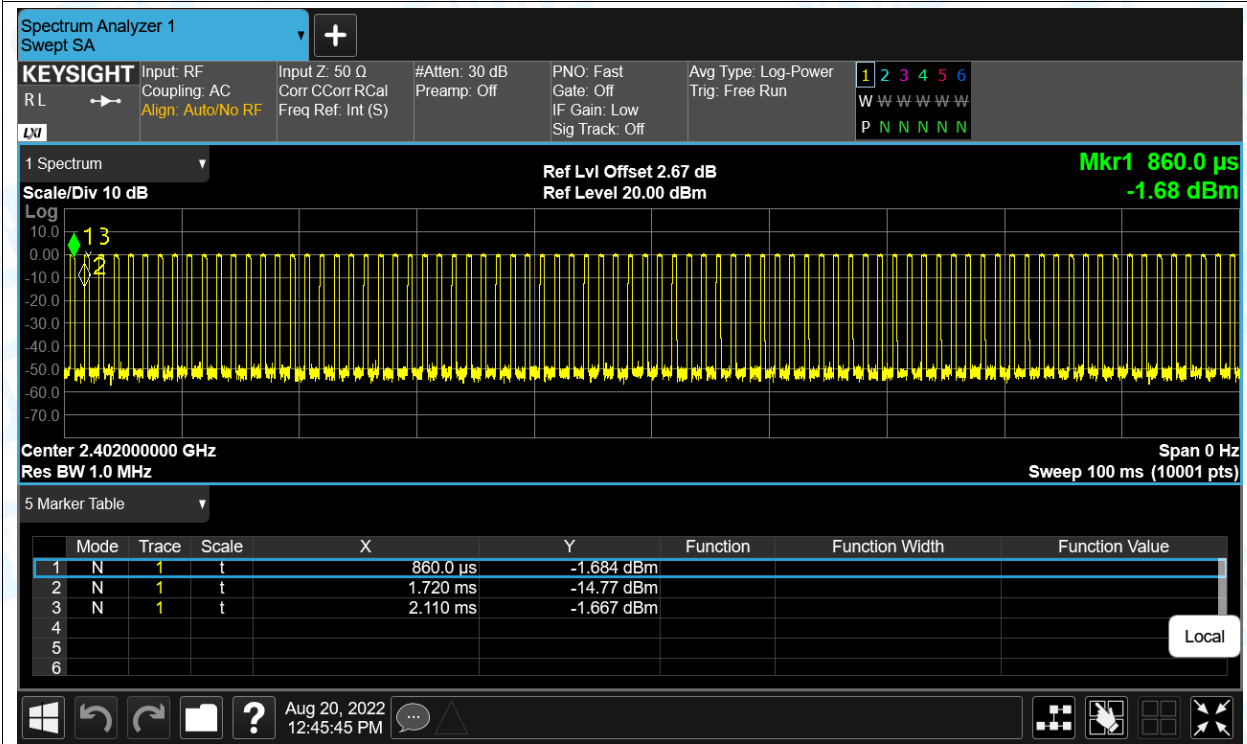 Spectrum Analyzer 1
Swept SA
+
KEYSIGHT Input: RF Input Z: 50 Ω #Atten: 30 dB PNO: Fast Avg Type: Log-Power 1 2 3 4 5 6
R L Coupling: AC Corr CCorr RCal Preamp: Off Gate: Off Trig: Free Run W W W W W W
Align: Auto/No RF Freq Ref: Int (S) IF Gain: Low
LXI Sig Track: Off P N N N N N
1 Spectrum
Ref Lvl Offset 2.67 dB Mkr1 860.0 µs
Scale/Div 10 dB Ref Level 20.00 dBm -1.68 dBm
Log
10.0
0.00
-10.0
-20.0
-30.0
-40.0
-50.0
-60.0
-70.0
1 3
2
Center 2.402000000 GHz Span 0 Hz
Res BW 1.0 MHz Sweep 100 ms (10001 pts)
5 Marker Table
Mode Trace Scale X Y Function Function Width Function Value
1 N 1 t 860.0 µs -1.684 dBm
2 N 1 t 1.720 ms -14.77 dBm
3 N 1 t 2.110 ms -1.667 dBm
4
5
6
Local
?
Aug 20, 2022
12:45:45 PM